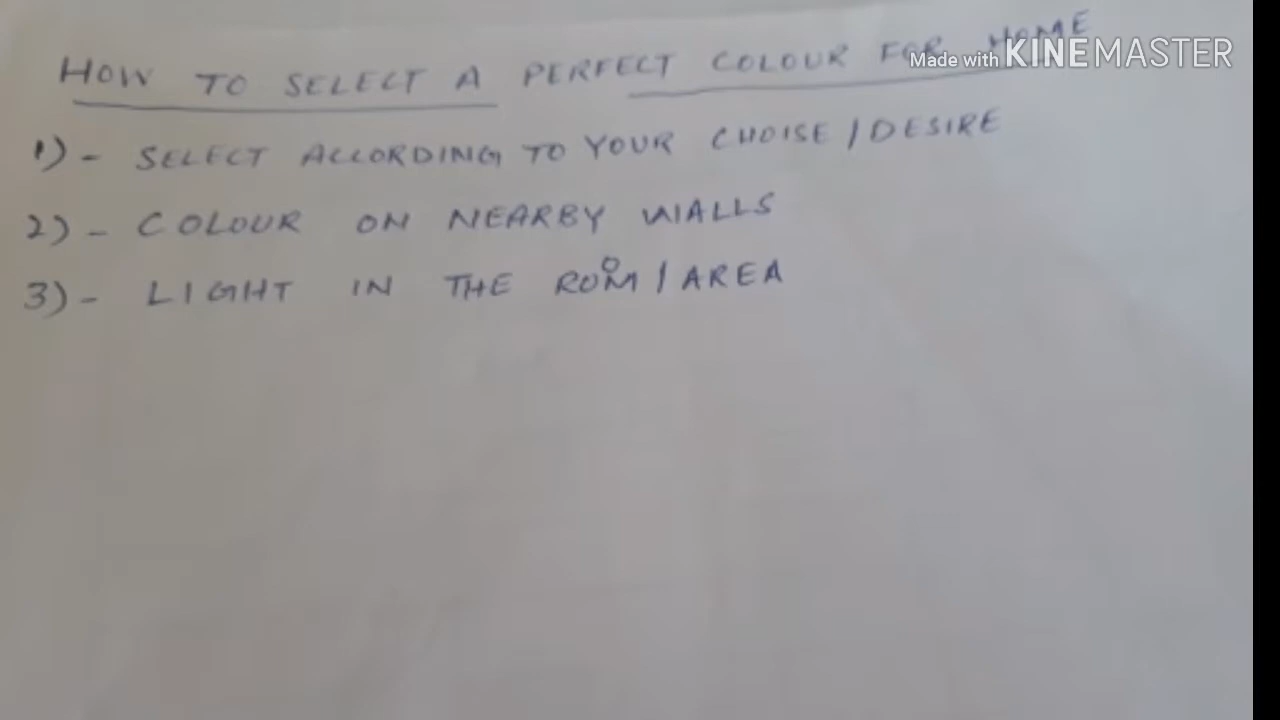 HOW TO SELECT A PERFECT COLOUR FOR HOME
Made with KINEMASTER
1) - SELECT ACCORDING TO YOUR CHOISE / DESIRE
2) - COLOUR ON NEARBY WALLS
3) - LIGHT IN THE ROOM / AREA